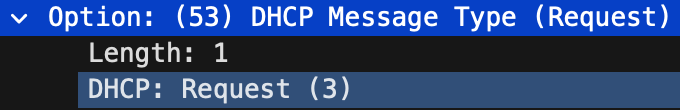 Option: (53) DHCP Message Type (Request)
Length: 1
DHCP: Request (3)